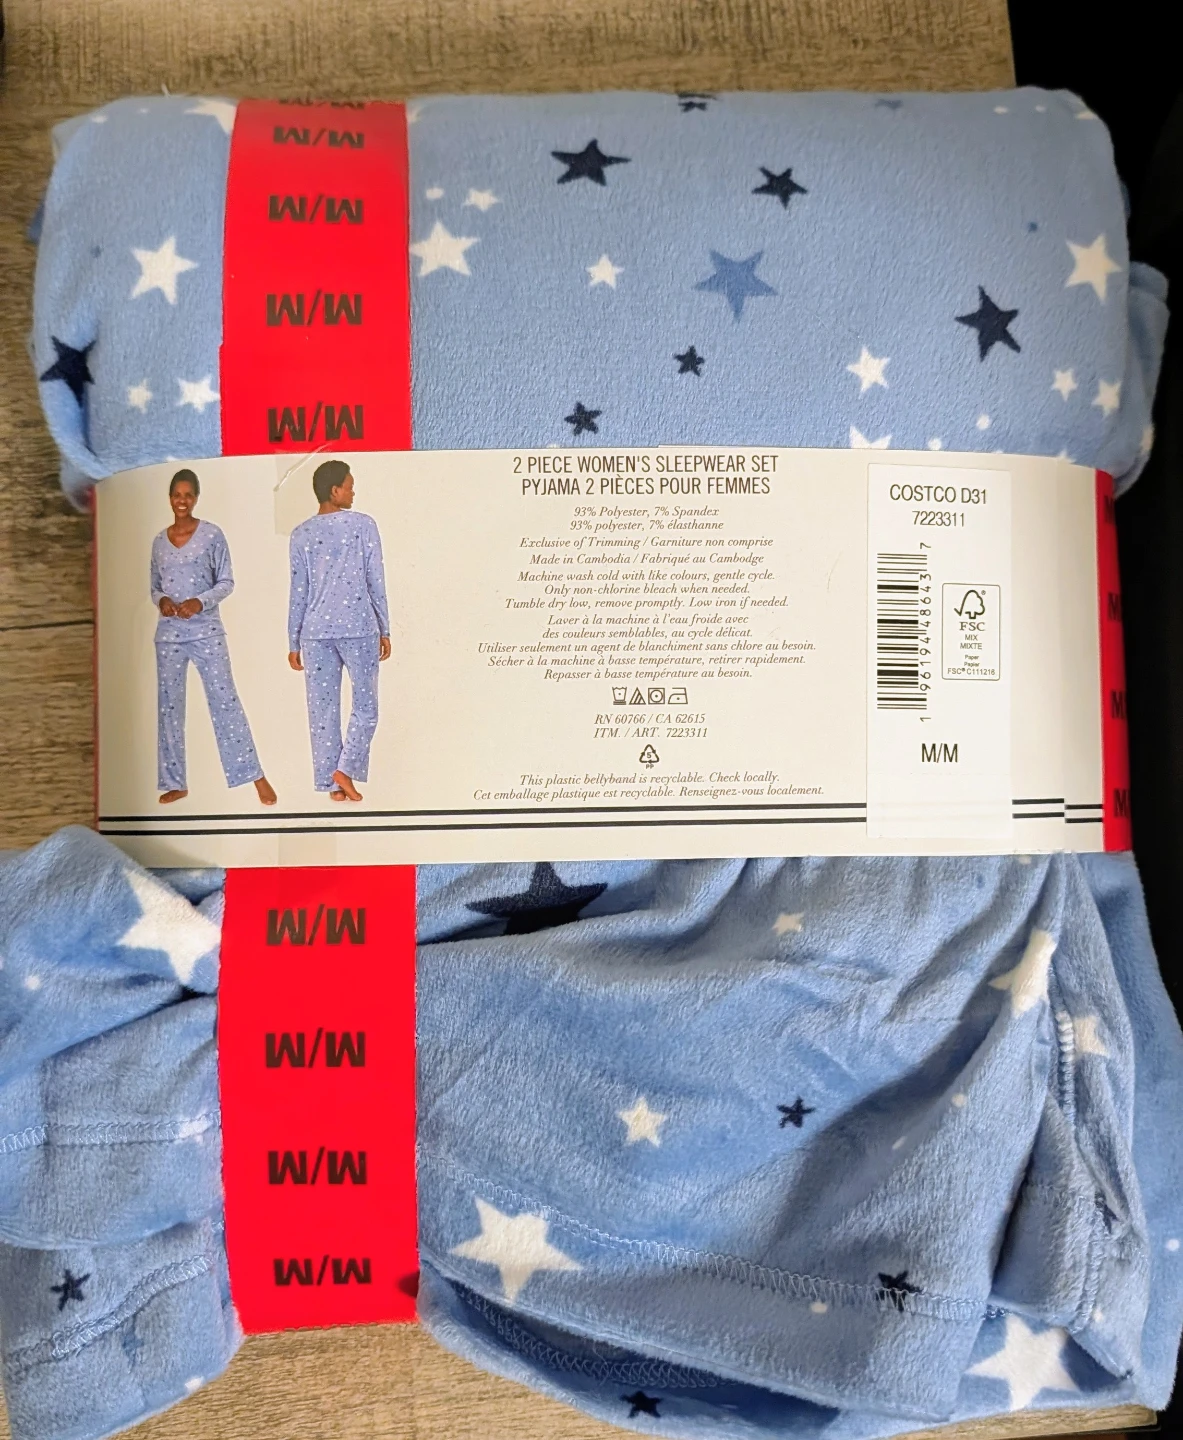 M/M
M/M
M/M
M/M
2 PIECE WOMEN'S SLEEPWEAR SET
PYJAMA 2 PIÈCES POUR FEMMES
93% Polyester, 7% Spandex
93% polyester, 7% élasthanne
Exclusive of Trimming / Garniture non comprise
Made in Cambodia / Fabriqué au Cambodge
Machine wash cold with like colours, gentle cycle.
Only non-chlorine bleach when needed.
Tumble dry low, remove promptly. Low iron if needed.
Laver à la machine à l'eau froide avec
des couleurs semblables, au cycle délicat.
Utiliser seulement un agent de blanchiment sans chlore au besoin.
Sécher à la machine à basse température, retirer rapidement.
Repasser à basse température au besoin.
RN 60766 / CA 62615
ITM. / ART. 7223311
5
PP
This plastic bellyband is recyclable. Check locally.
Cet emballage plastique est recyclable. Renseignez-vous localement.
COSTCO D31
7223311
1 96194 48643 7
FSC
MIX
MIXTE
Paper
Papier
FSC® C111216
M/M
M/M
M/M
M/M
M/M